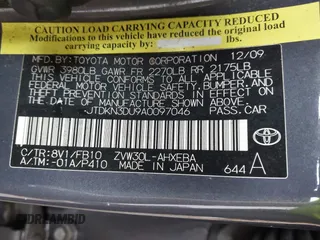 CAUTION LOAD CARRYING CAPACITY REDUCED
Modifications to this vehicle have reduced the original load
carrying capacity by lbs
MFD. BY: TOYOTA MOTOR CORPORATION 12/09
GVWR 3980LB GAWR FR 2270LB RR 2175LB
THIS VEHICLE CONFORMS TO ALL APPLICABLE
FEDERAL MOTOR VEHICLE SAFETY, BUMPER AND
THEFT PREVENTION STANDARDS IN EFFECT ON
THE DATE OF MANUFACTURE SHOWN ABOVE.
JTDKN3DU9A0097046
PASS. CAR
C/TR: 8V1/FB10 ZVW30L-AHXEBA
A/TM: -01A/P410 MADE IN JAPAN 644 A
TOYOTA
AUTOBIDMASTER